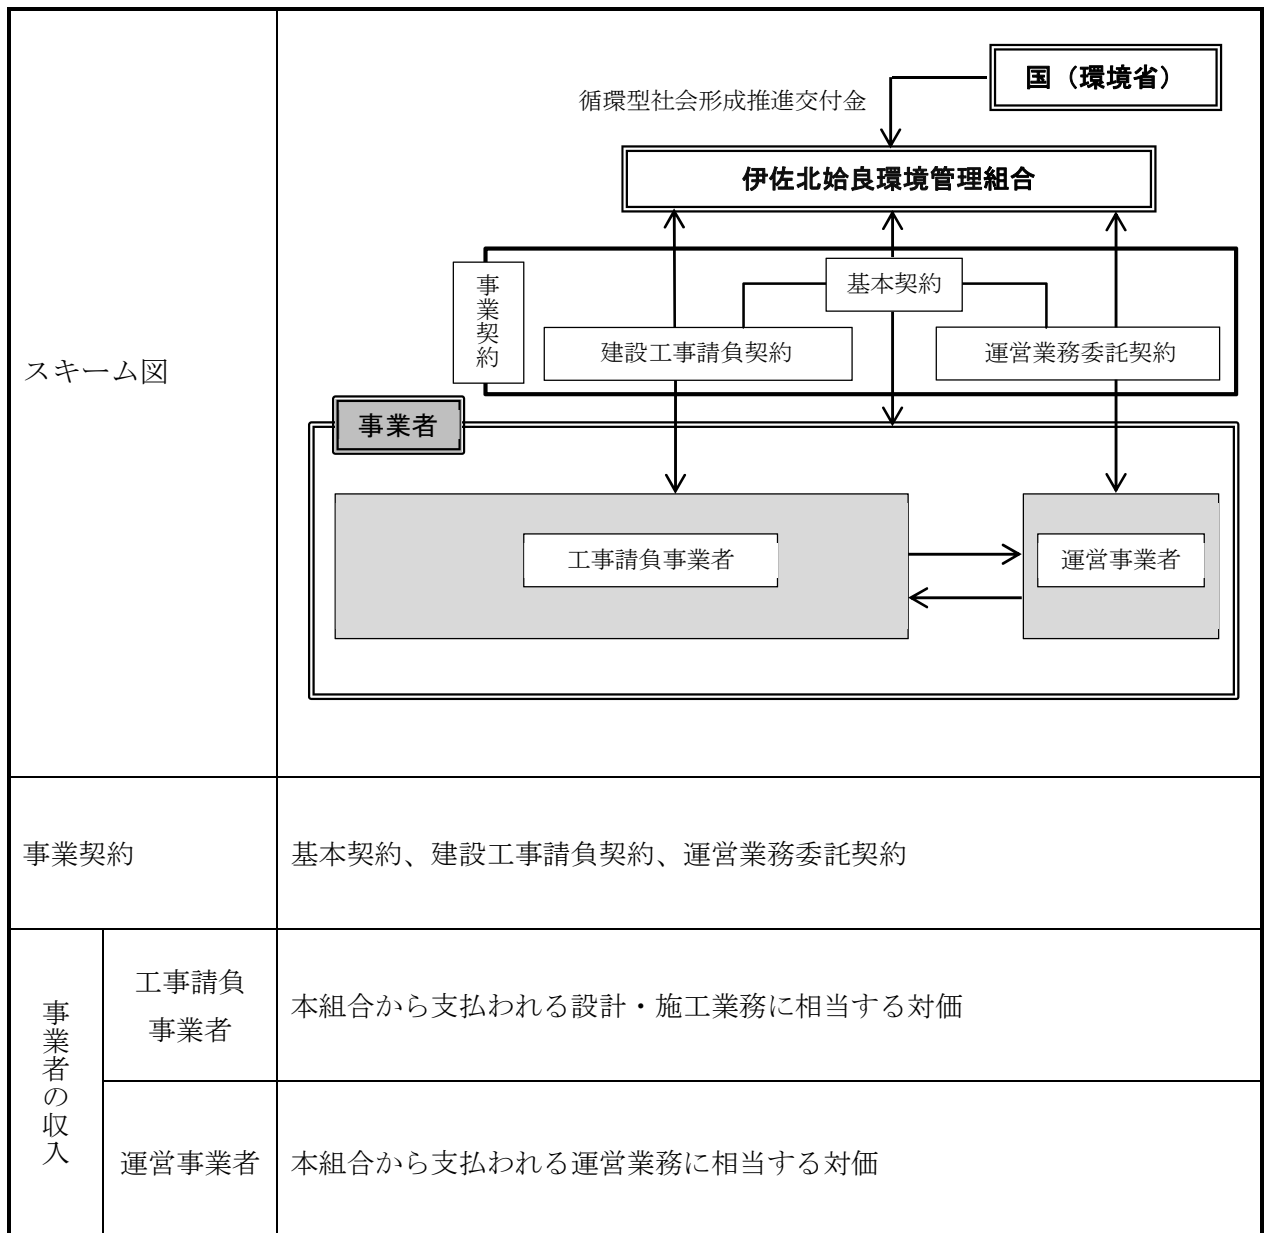 スキーム図
国（環境省）
循環型社会形成推進交付金
伊佐北姶良環境管理組合
事業契約
基本契約
建設工事請負契約
運営業務委託契約
事業者
工事請負事業者
運営事業者
事業契約
基本契約、建設工事請負契約、運営業務委託契約
事業者の収入
工事請負
事業者
本組合から支払われる設計・施工業務に相当する対価
運営事業者
本組合から支払われる運営業務に相当する対価